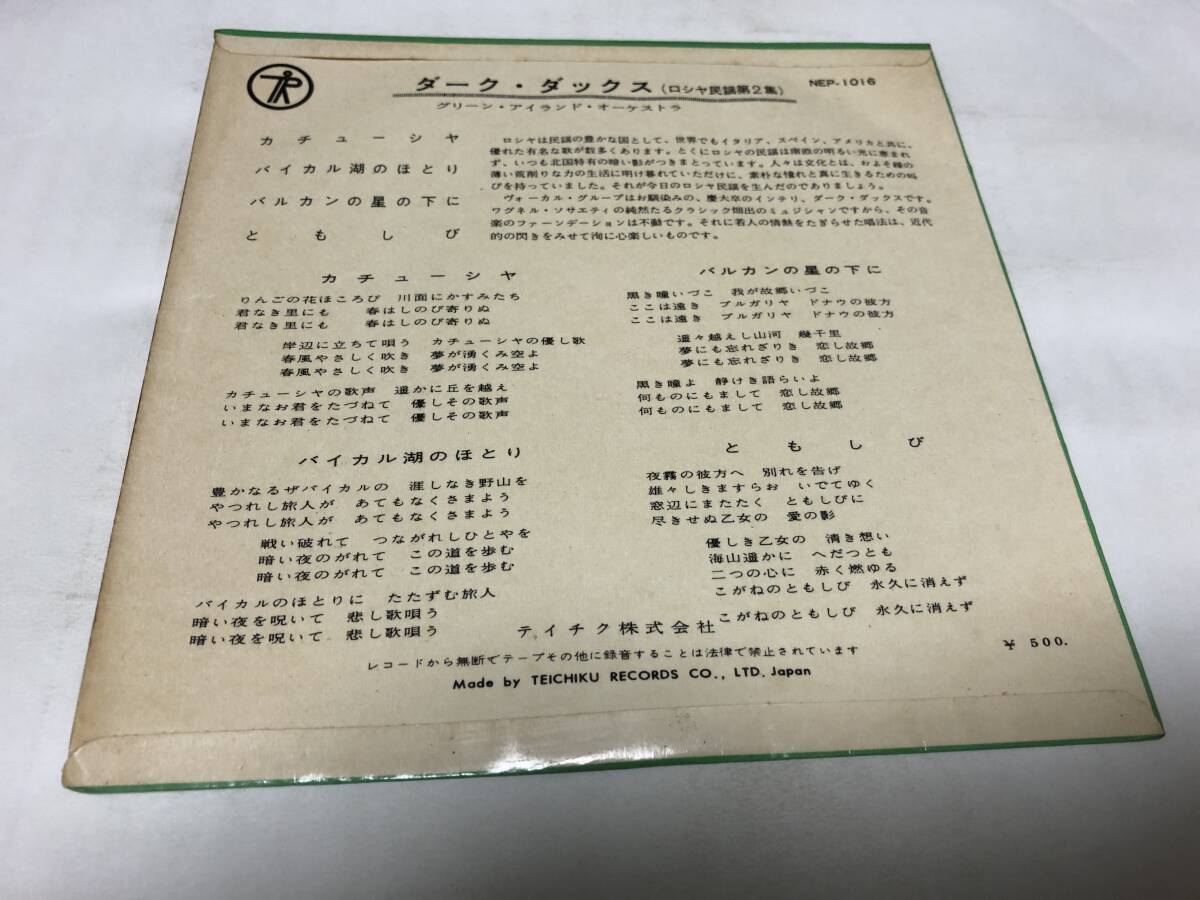 TR
ダーク・ダックス(ロシヤ民謡第2集)
NEP-1016
グリーン・アイランド・オーケストラ
カチューシヤ
バイカル湖のほとり
バルカンの星の下に
ともしび
ロシヤは民謡の豊かな国として、世界でもイタリア、スペイン、アメリカと共に、
優れた有名な歌が数多くあります。とくにロシヤの民謡は南欧の明るい光に恵まれ
ず、いつも北国特有の暗い影がつきまとっています。人々は文化とは、およそ縁の
薄い荒削りな力の生活に明け暮れていただけに、素朴な憧れと真に生きるための叫
びを持っていました。それが今日のロシヤ民謡を生んだのでありましょう。
ヴォーカル・グループはお馴染みの、慶大卒のインテリ、ダーク・ダックスです。
ワグネル・ソサエティの純然たるクラシック畑出のミュジシャンですから、その音
楽のファーンデーションは不動です。それに若人の情熱をたぎらせた唱法は、近代
的の閃きをみせて洵に心楽しいものです。
カチューシヤ
りんごの花ほころび 川面にかすみたち
君なき里にも 春はしのび寄りぬ
君なき里にも 春はしのび寄りぬ
岸辺に立ちて唄う カチューシヤの優し歌
春風やさしく吹き 夢が湧くみ空よ
春風やさしく吹き 夢が湧くみ空よ
カチューシヤの歌声 遥かに丘を越え
いまなお君をたづねて 優しその歌声
いまなお君をたづねて 優しその歌声
バイカル湖のほとり
豊かなるザバイカルの 涯しなき野山を
やつれし旅人が あてもなくさまよう
やつれし旅人が あてもなくさまよう
戦い破れて つながれしひとやを
暗い夜のがれて この道を歩む
暗い夜のがれて この道を歩む
バイカルのほとりに たたずむ旅人
暗い夜を呪いて 悲し歌唄う
暗い夜を呪いて 悲し歌唄う
バルカンの星の下に
黒き瞳いづこ 我が故郷いづこ
ここは遠き ブルガリヤ ドナウの彼方
ここは遠き ブルガリヤ ドナウの彼方
遥々越えし山河 幾千里
夢にも忘れざりき 恋し故郷
夢にも忘れざりき 恋し故郷
黒き瞳よ 静けき語らいよ
何ものにもまして 恋し故郷
何ものにもまして 恋し故郷
ともしび
夜霧の彼方へ 別れを告げ
雄々しきますらお いでてゆく
窓辺にまたたく ともしびに
尽きせぬ乙女の 愛の影
優しき乙女の 清き想い
海山遥かに へだつとも
二つの心に 赤く燃ゆる
こがねのともしび 永久に消えず
こがねのともしび 永久に消えず
テイチク株式会社
¥ 500.
レコードから無断でテープその他に録音することは法律で禁止されています
Made by TEICHIKU RECORDS CO., LTD. Japan